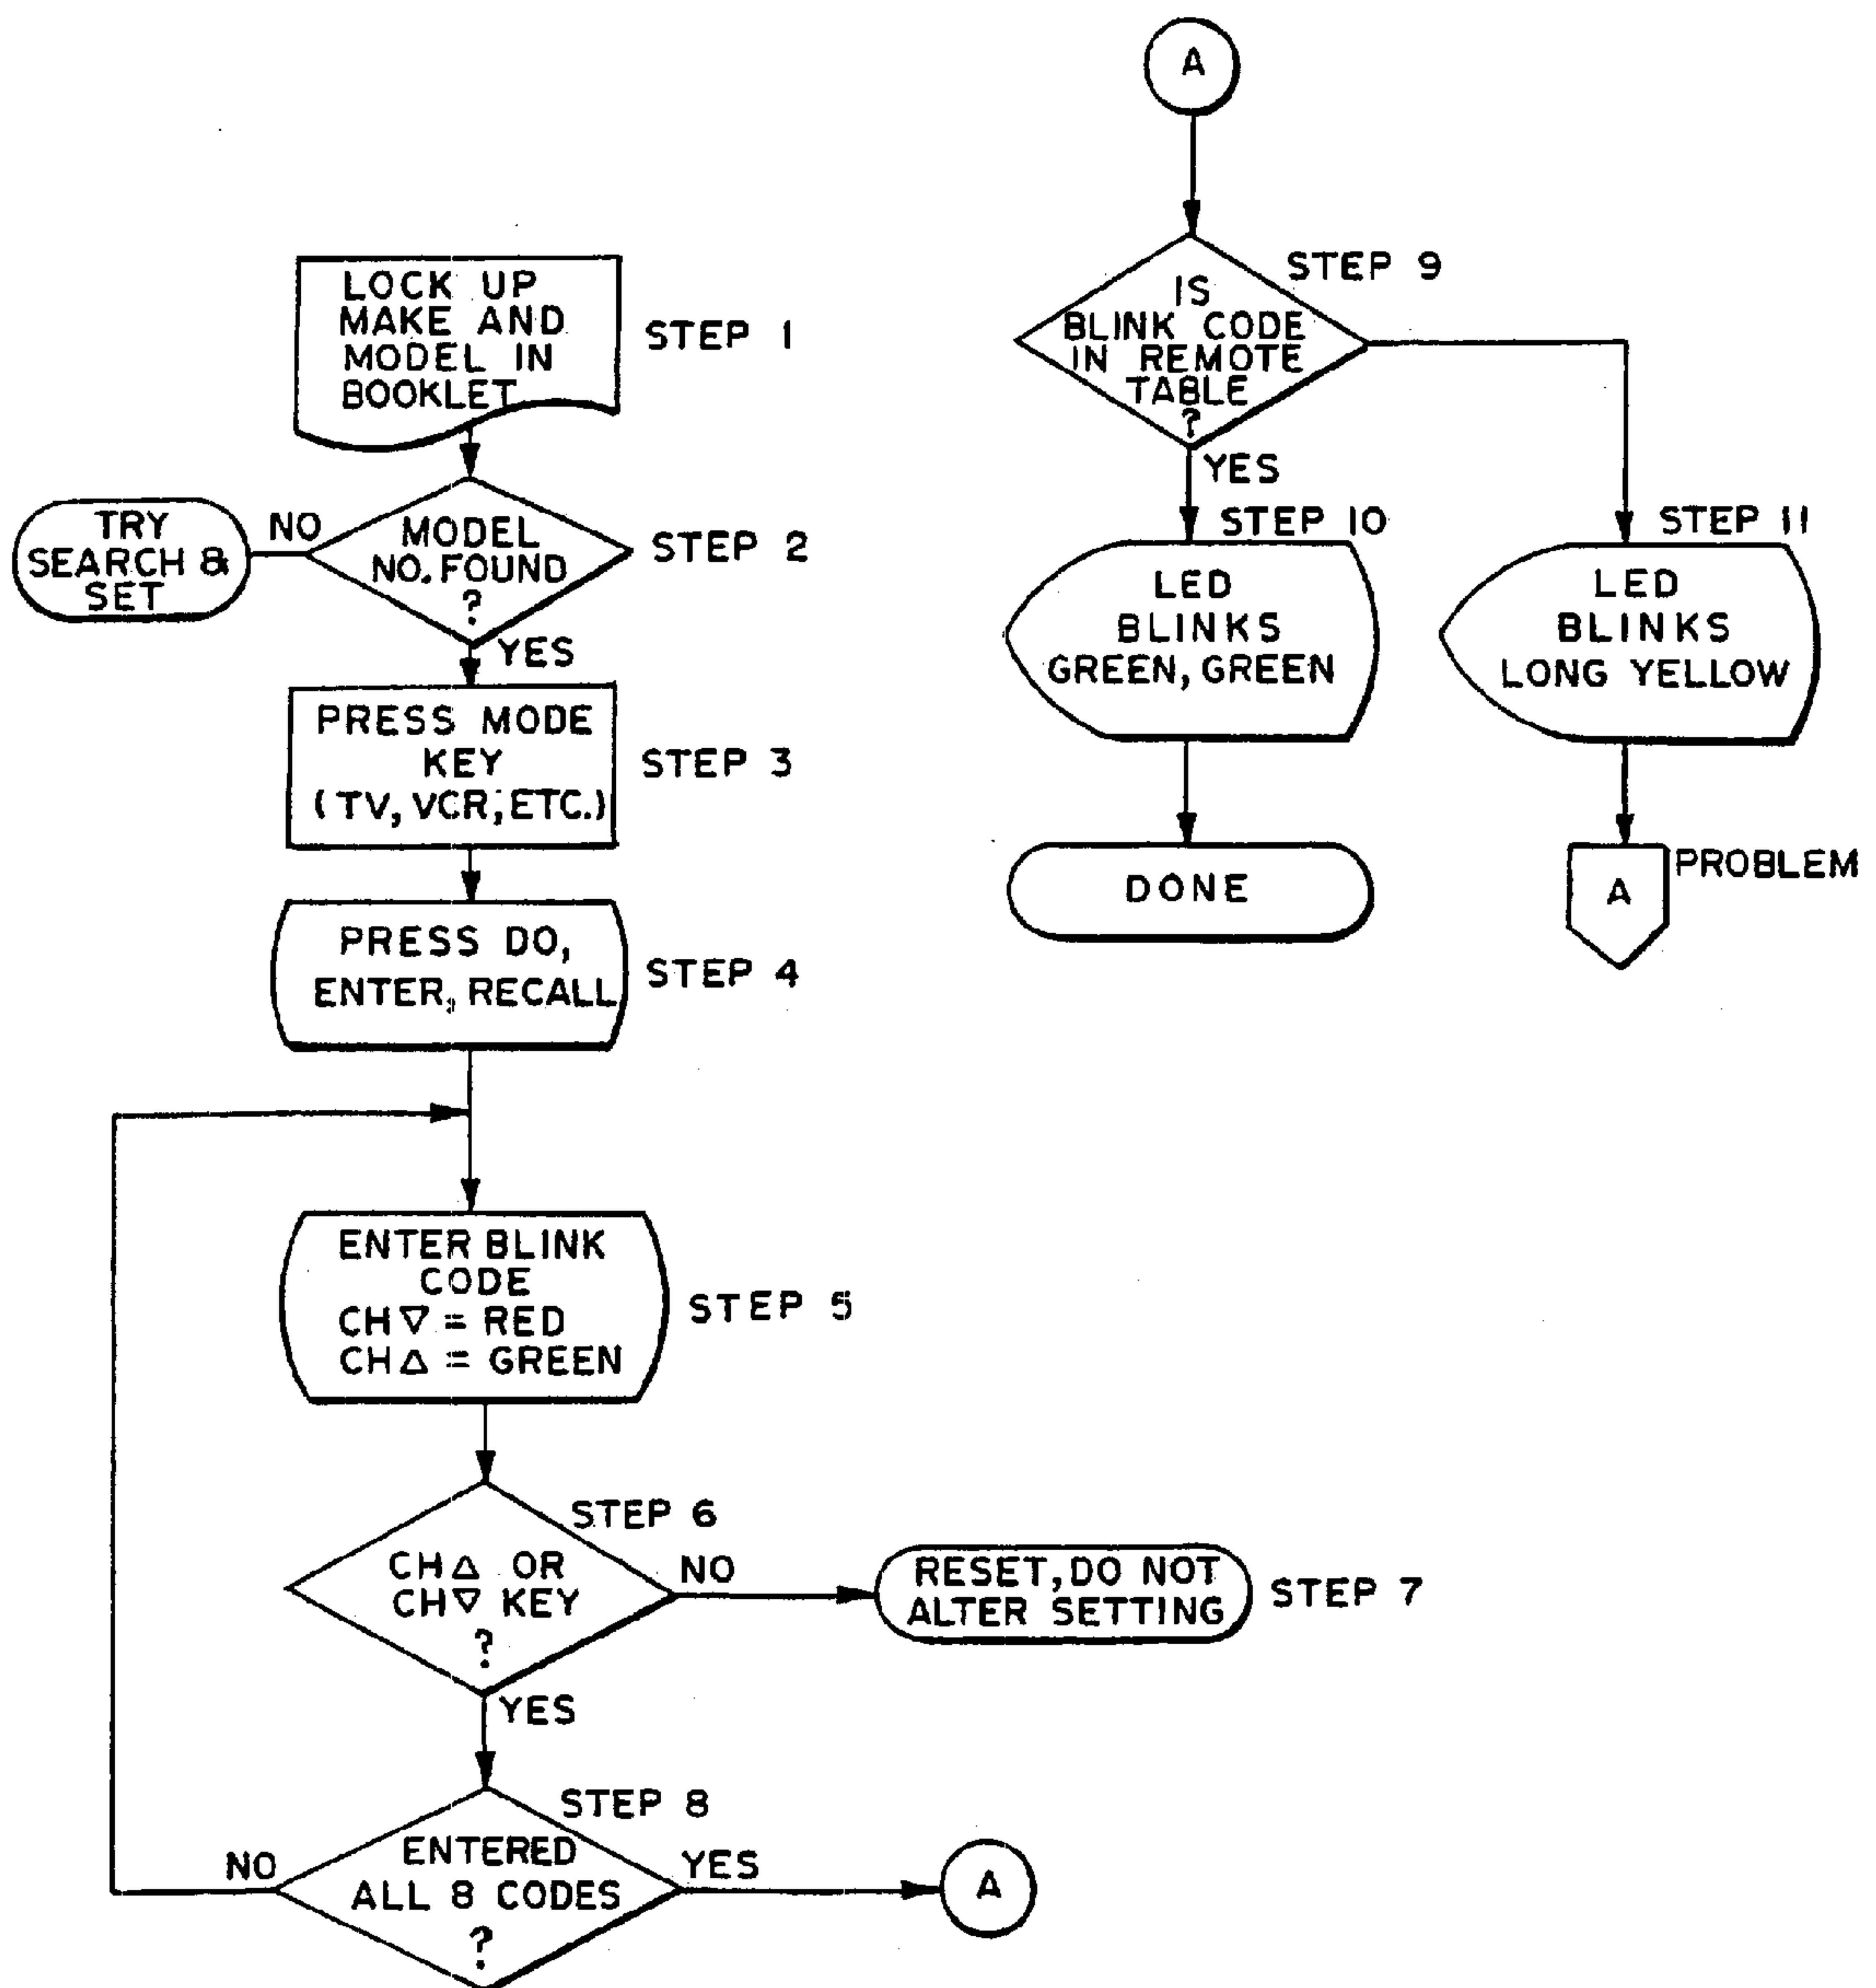 LOCK UP
MAKE AND
MODEL IN
BOOKLET
STEP 1
MODEL
NO. FOUND
?
STEP 2
NO
TRY
SEARCH &
SET
YES
PRESS MODE
KEY
(TV, VCR, ETC.)
STEP 3
PRESS DO,
ENTER, RECALL
STEP 4
ENTER BLINK
CODE
CH ▽ = RED
CH △ = GREEN
STEP 5
STEP 6
CH △ OR
CH ▽ KEY
?
NO
RESET, DO NOT
ALTER SETTING
STEP 7
YES
STEP 8
ENTERED
ALL 8 CODES
?
NO
YES
A
A
STEP 9
IS
BLINK CODE
IN REMOTE
TABLE
?
YES
STEP 10
LED
BLINKS
GREEN, GREEN
DONE
STEP 11
LED
BLINKS
LONG YELLOW
A
PROBLEM